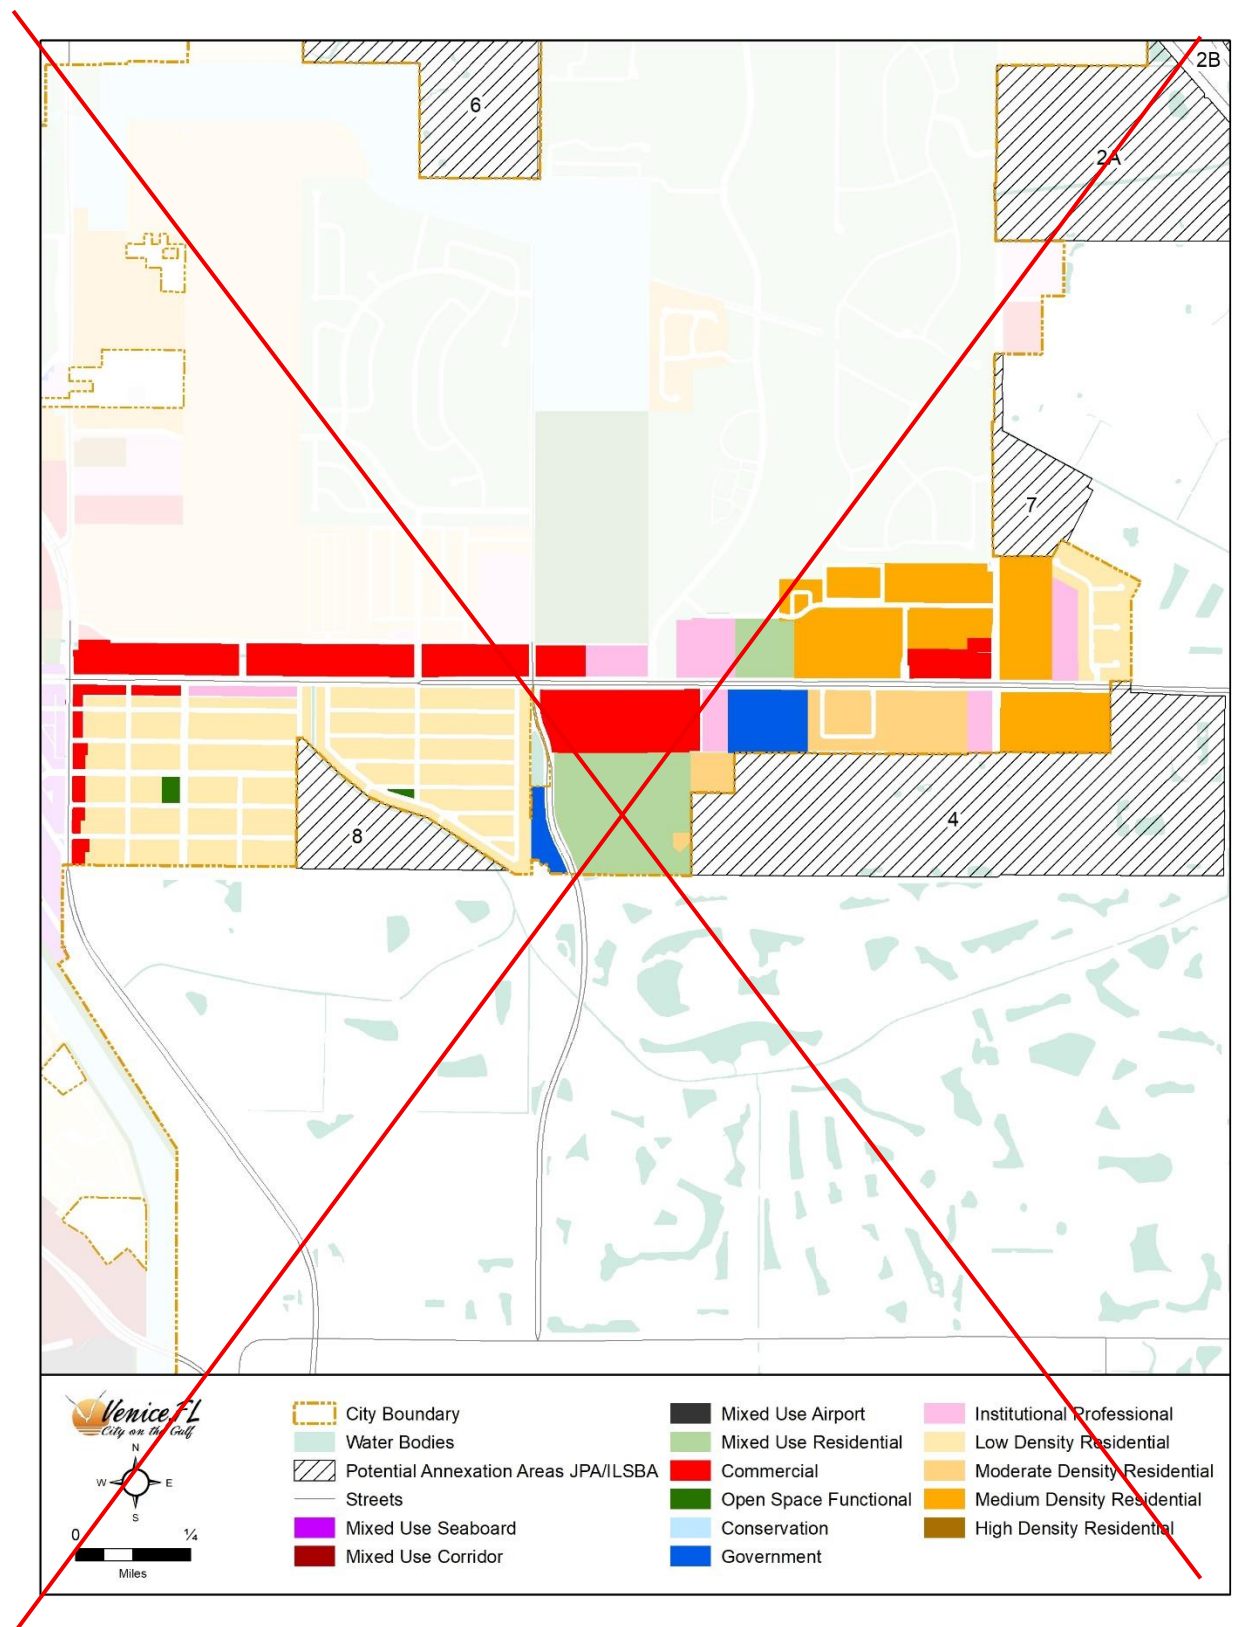 2B
6
2A
7
8
4
Venice, FL
City on the Gulf
N
W E
S
0 ¼
Miles
City Boundary
Water Bodies
Potential Annexation Areas JPA/ILSBA
Streets
Mixed Use Seaboard
Mixed Use Corridor
Mixed Use Airport
Mixed Use Residential
Commercial
Open Space Functional
Conservation
Government
Institutional Professional
Low Density Residential
Moderate Density Residential
Medium Density Residential
High Density Residential